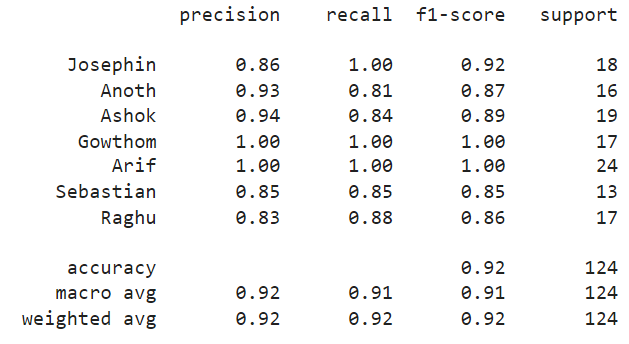 precision recall f1-score support
Josephin 0.86 1.00 0.92 18
Anoth 0.93 0.81 0.87 16
Ashok 0.94 0.84 0.89 19
Gowthom 1.00 1.00 1.00 17
Arif 1.00 1.00 1.00 24
Sebastian 0.85 0.85 0.85 13
Raghu 0.83 0.88 0.86 17
accuracy 0.92 124
macro avg 0.92 0.91 0.91 124
weighted avg 0.92 0.92 0.92 124